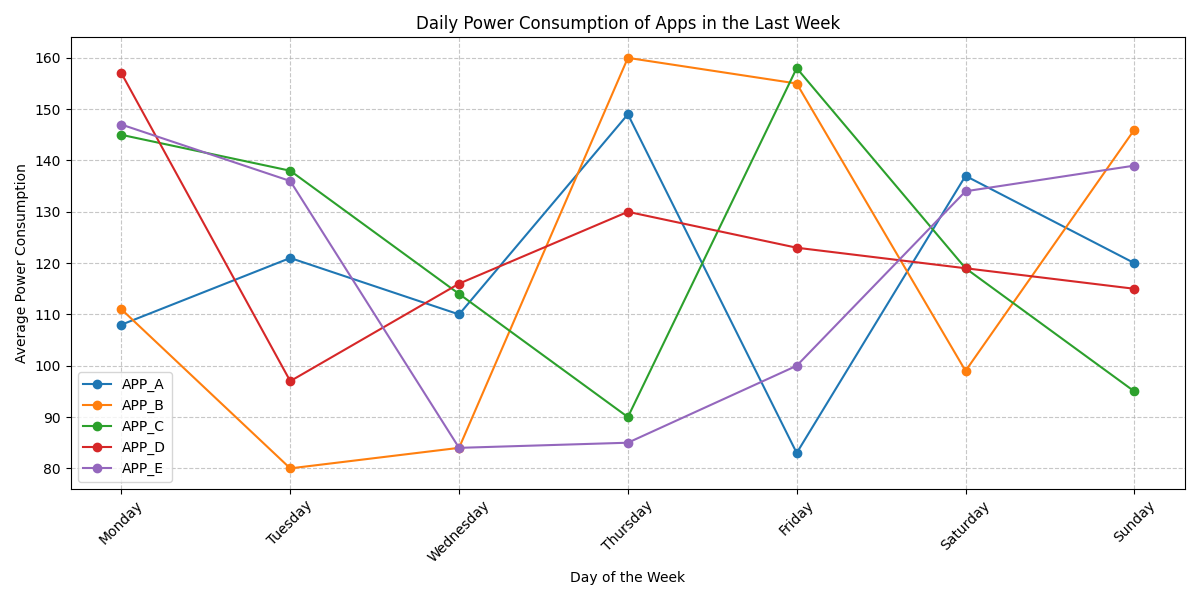 Daily Power Consumption of Apps in the Last Week
Average Power Consumption
160
150
140
130
120
110
100
90
80
APP_A
APP_B
APP_C
APP_D
APP_E
Monday
Tuesday
Wednesday
Thursday
Friday
Saturday
Sunday
Day of the Week